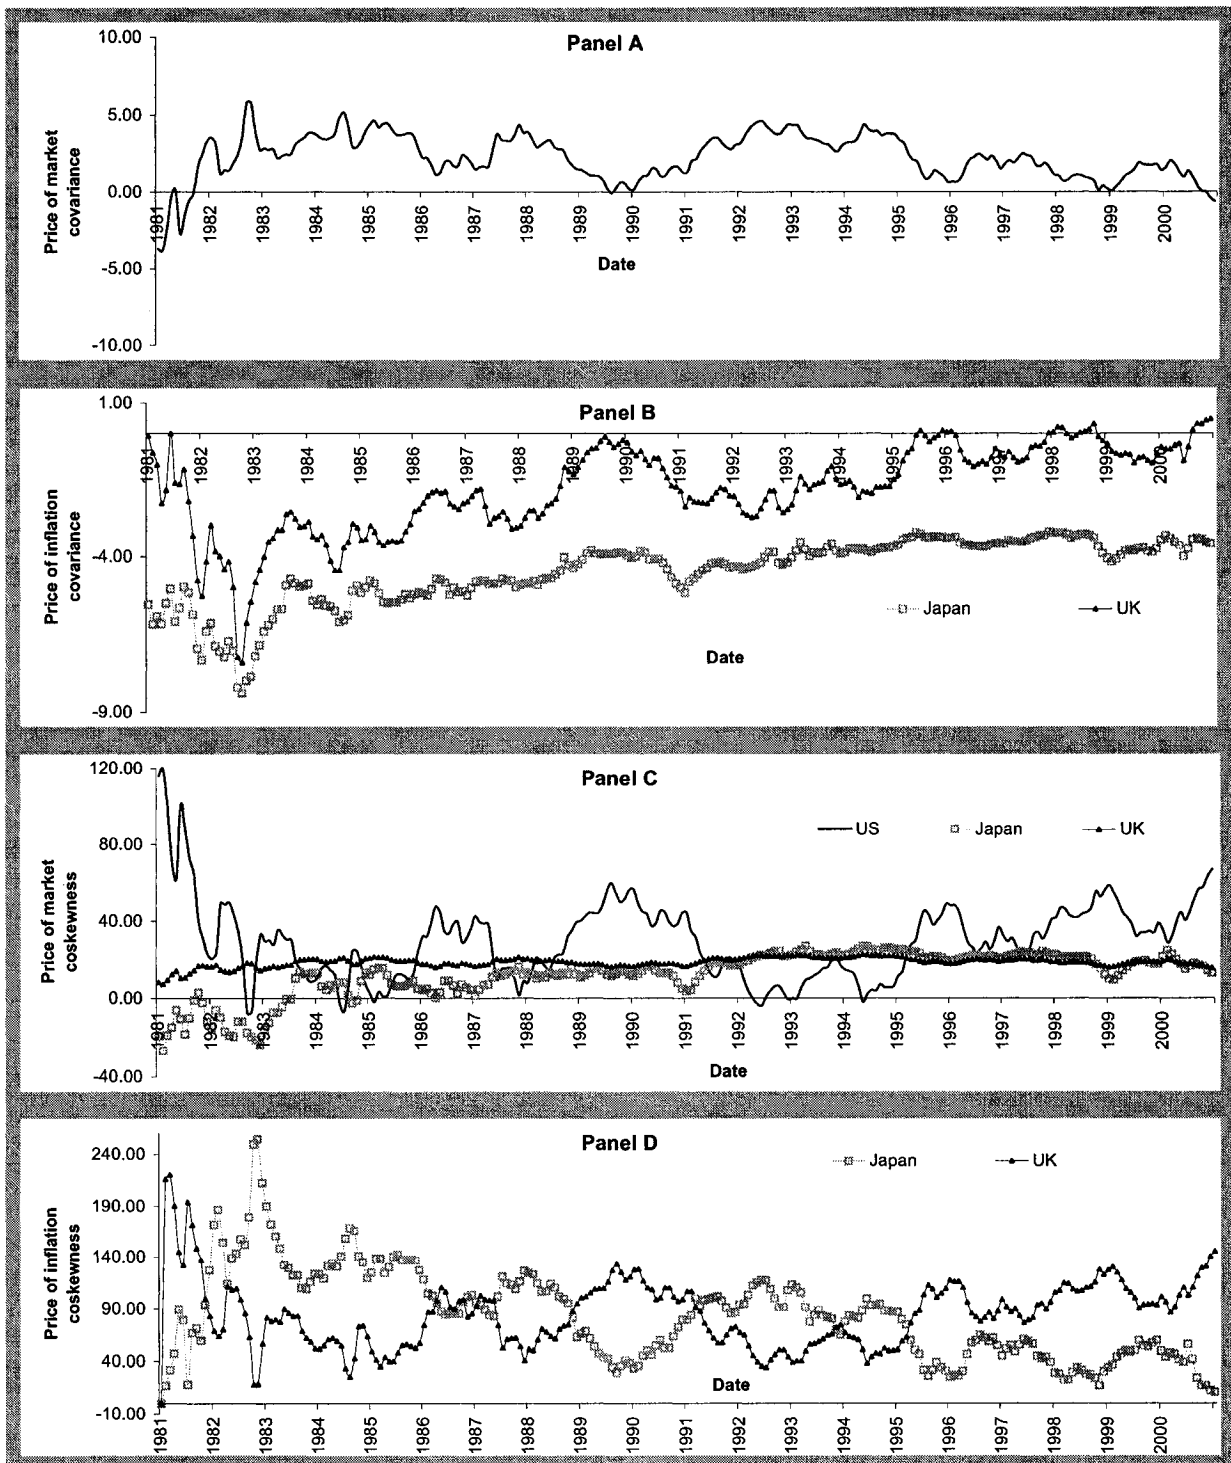 Panel A
10.00
5.00
0.00
-5.00
-10.00
Price of market
covariance
1981 1982 1983 1984 1985 1986 1987 1988 1989 1990 1991 1992 1993 1994 1995 1996 1997 1998 1999 2000
Date
Panel B
1.00
-4.00
-9.00
Price of inflation
covariance
1981 1982 1983 1984 1985 1986 1987 1988 1989 1990 1991 1992 1993 1994 1995 1996 1997 1998 1999 2000
Japan UK
Date
Panel C
120.00
80.00
40.00
0.00
-40.00
Price of market
coskewness
US Japan UK
1981 1982 1983 1984 1985 1986 1987 1988 1989 1990 1991 1992 1993 1994 1995 1996 1997 1998 1999 2000
Date
Panel D
240.00
190.00
140.00
90.00
40.00
-10.00
Price of inflation
coskewness
Japan UK
Date
1981 1982 1983 1984 1985 1986 1987 1988 1989 1990 1991 1992 1993 1994 1995 1996 1997 1998 1999 2000